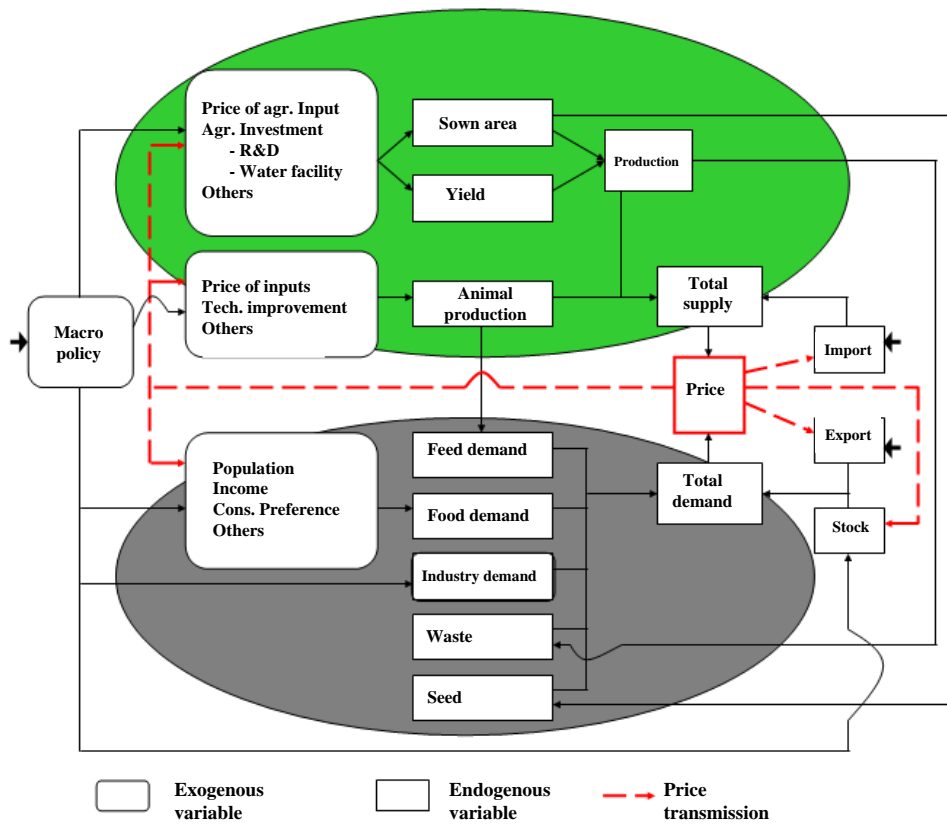 Price of agr. Input
Agr. Investment
- R&D
- Water facility
Others
Sown area
Yield
Production
Price of inputs
Tech. improvement
Others
Animal
production
Total
supply
Macro
policy
Import
Price
Export
Population
Income
Cons. Preference
Others
Feed demand
Food demand
Industry demand
Waste
Seed
Total
demand
Stock
Exogenous
variable
Endogenous
variable
Price
transmission